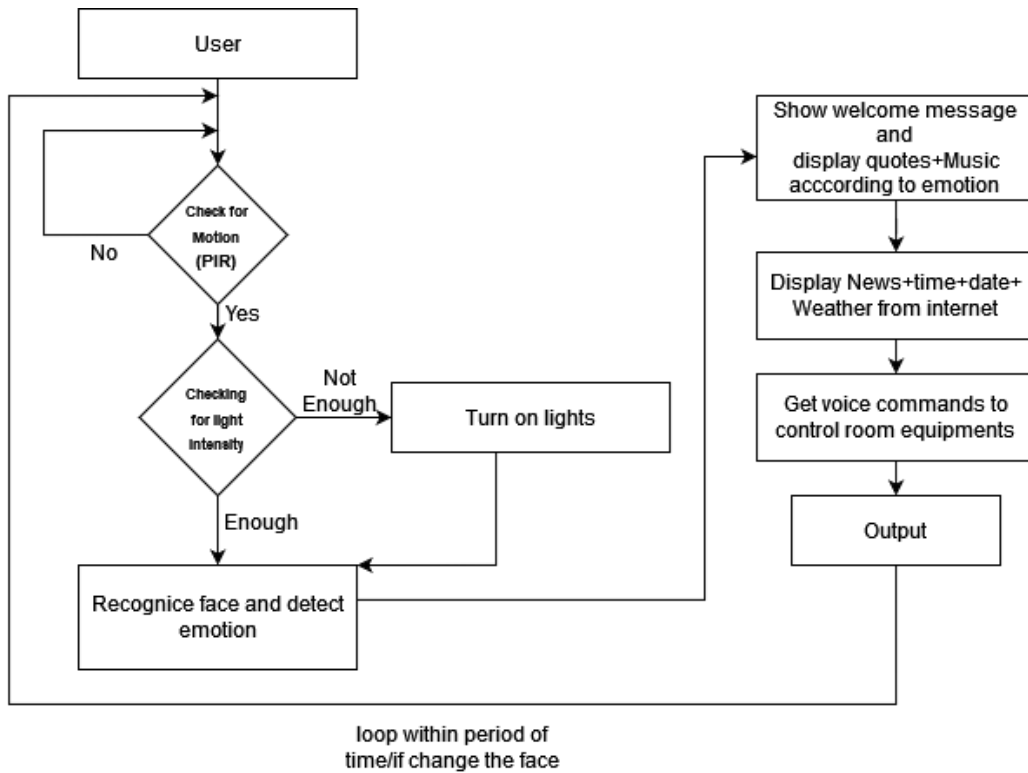 User
Check for
Motion
(PIR)
No
Yes
Checking
for light
intensity
Not
Enough
Turn on lights
Enough
Recognice face and detect
emotion
Show welcome message
and
display quotes+Music
acccording to emotion
Display News+time+date+
Weather from internet
Get voice commands to
control room equipments
Output
loop within period of
time/if change the face